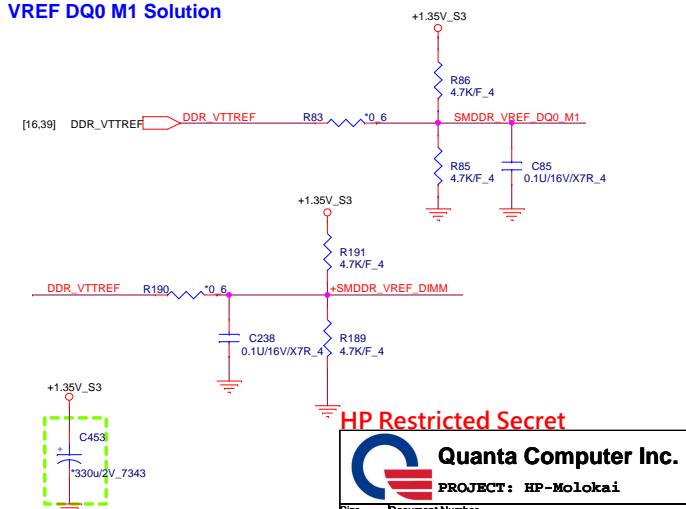 VREF DQ0 M1 Solution
+1.35V_S3
R86
4.7K/F_4
[16,39] DDR_VTTREF
DDR_VTTREF
R83
*0_6
SMDDR_VREF_DQ0_M1
R85
4.7K/F_4
C85
0.1U/16V/X7R_4
+1.35V_S3
R191
4.7K/F_4
DDR_VTTREF
R190
*0_6
+SMDDR_VREF_DIMM
C238
0.1U/16V/X7R_4
R189
4.7K/F_4
+1.35V_S3
C453
+
*330u/2V_7343
HP Restricted Secret
Quanta Computer Inc.
PROJECT: HP-Molokai
Size Document Number